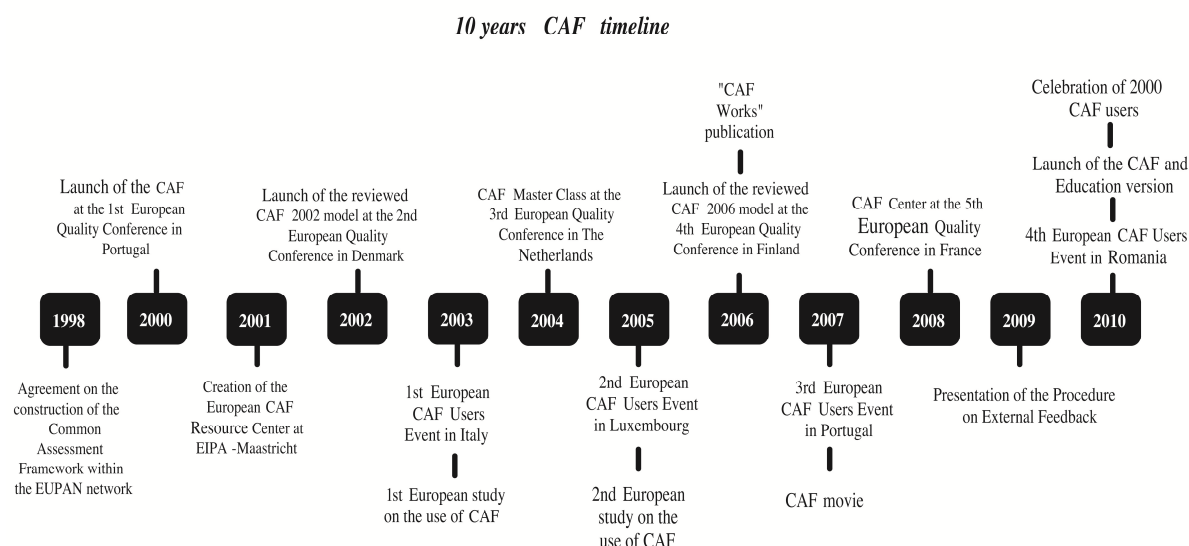 10 years CAF timeline
"CAF
Works"
publication
Celebration of 2000
CAF users
Launch of the CAF
at the 1st European
Quality Conference in
Portugal
Launch of the reviewed
CAF 2002 model at the 2nd
European Quality
Conference in Denmark
CAF Master Class at the
3rd European Quality
Conference in The
Netherlands
Launch of the reviewed
CAF 2006 model at the
4th European Quality
Conference in Finland
CAF Center at the 5th
European Quality
Conference in France
Launch of the CAF and
Education version
4th European CAF Users
Event in Romania
1998
2000
2001
2002
2003
2004
2005
2006
2007
2008
2009
2010
Agreement on the
construction of the
Common
Assessment
Framework within
the EUPAN network
Creation of the
European CAF
Resource Center at
EIPA -Maastricht
1st European
CAF Users
Event in Italy
1st European study
on the use of CAF
2nd European
CAF Users Event
in Luxembourg
2nd European
study on the
use of CAF
3rd European
CAF Users Event
in Portugal
CAF movie
Presentation of the Procedure
on External Feedback